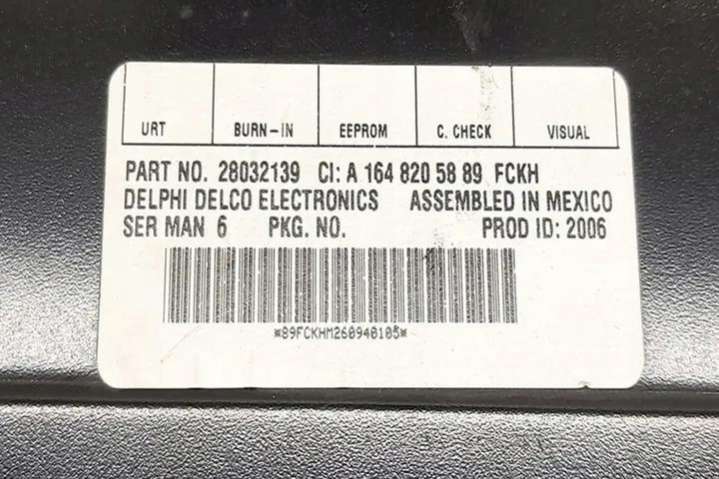 URT BURN-IN EEPROM C. CHECK VISUAL
PART NO. 28032139 CI: A 164 820 58 89 FCKH
DELPHI DELCO ELECTRONICS ASSEMBLED IN MEXICO
SER MAN 6 PKG. NO. PROD ID: 2006
*89FCKHM260940105*